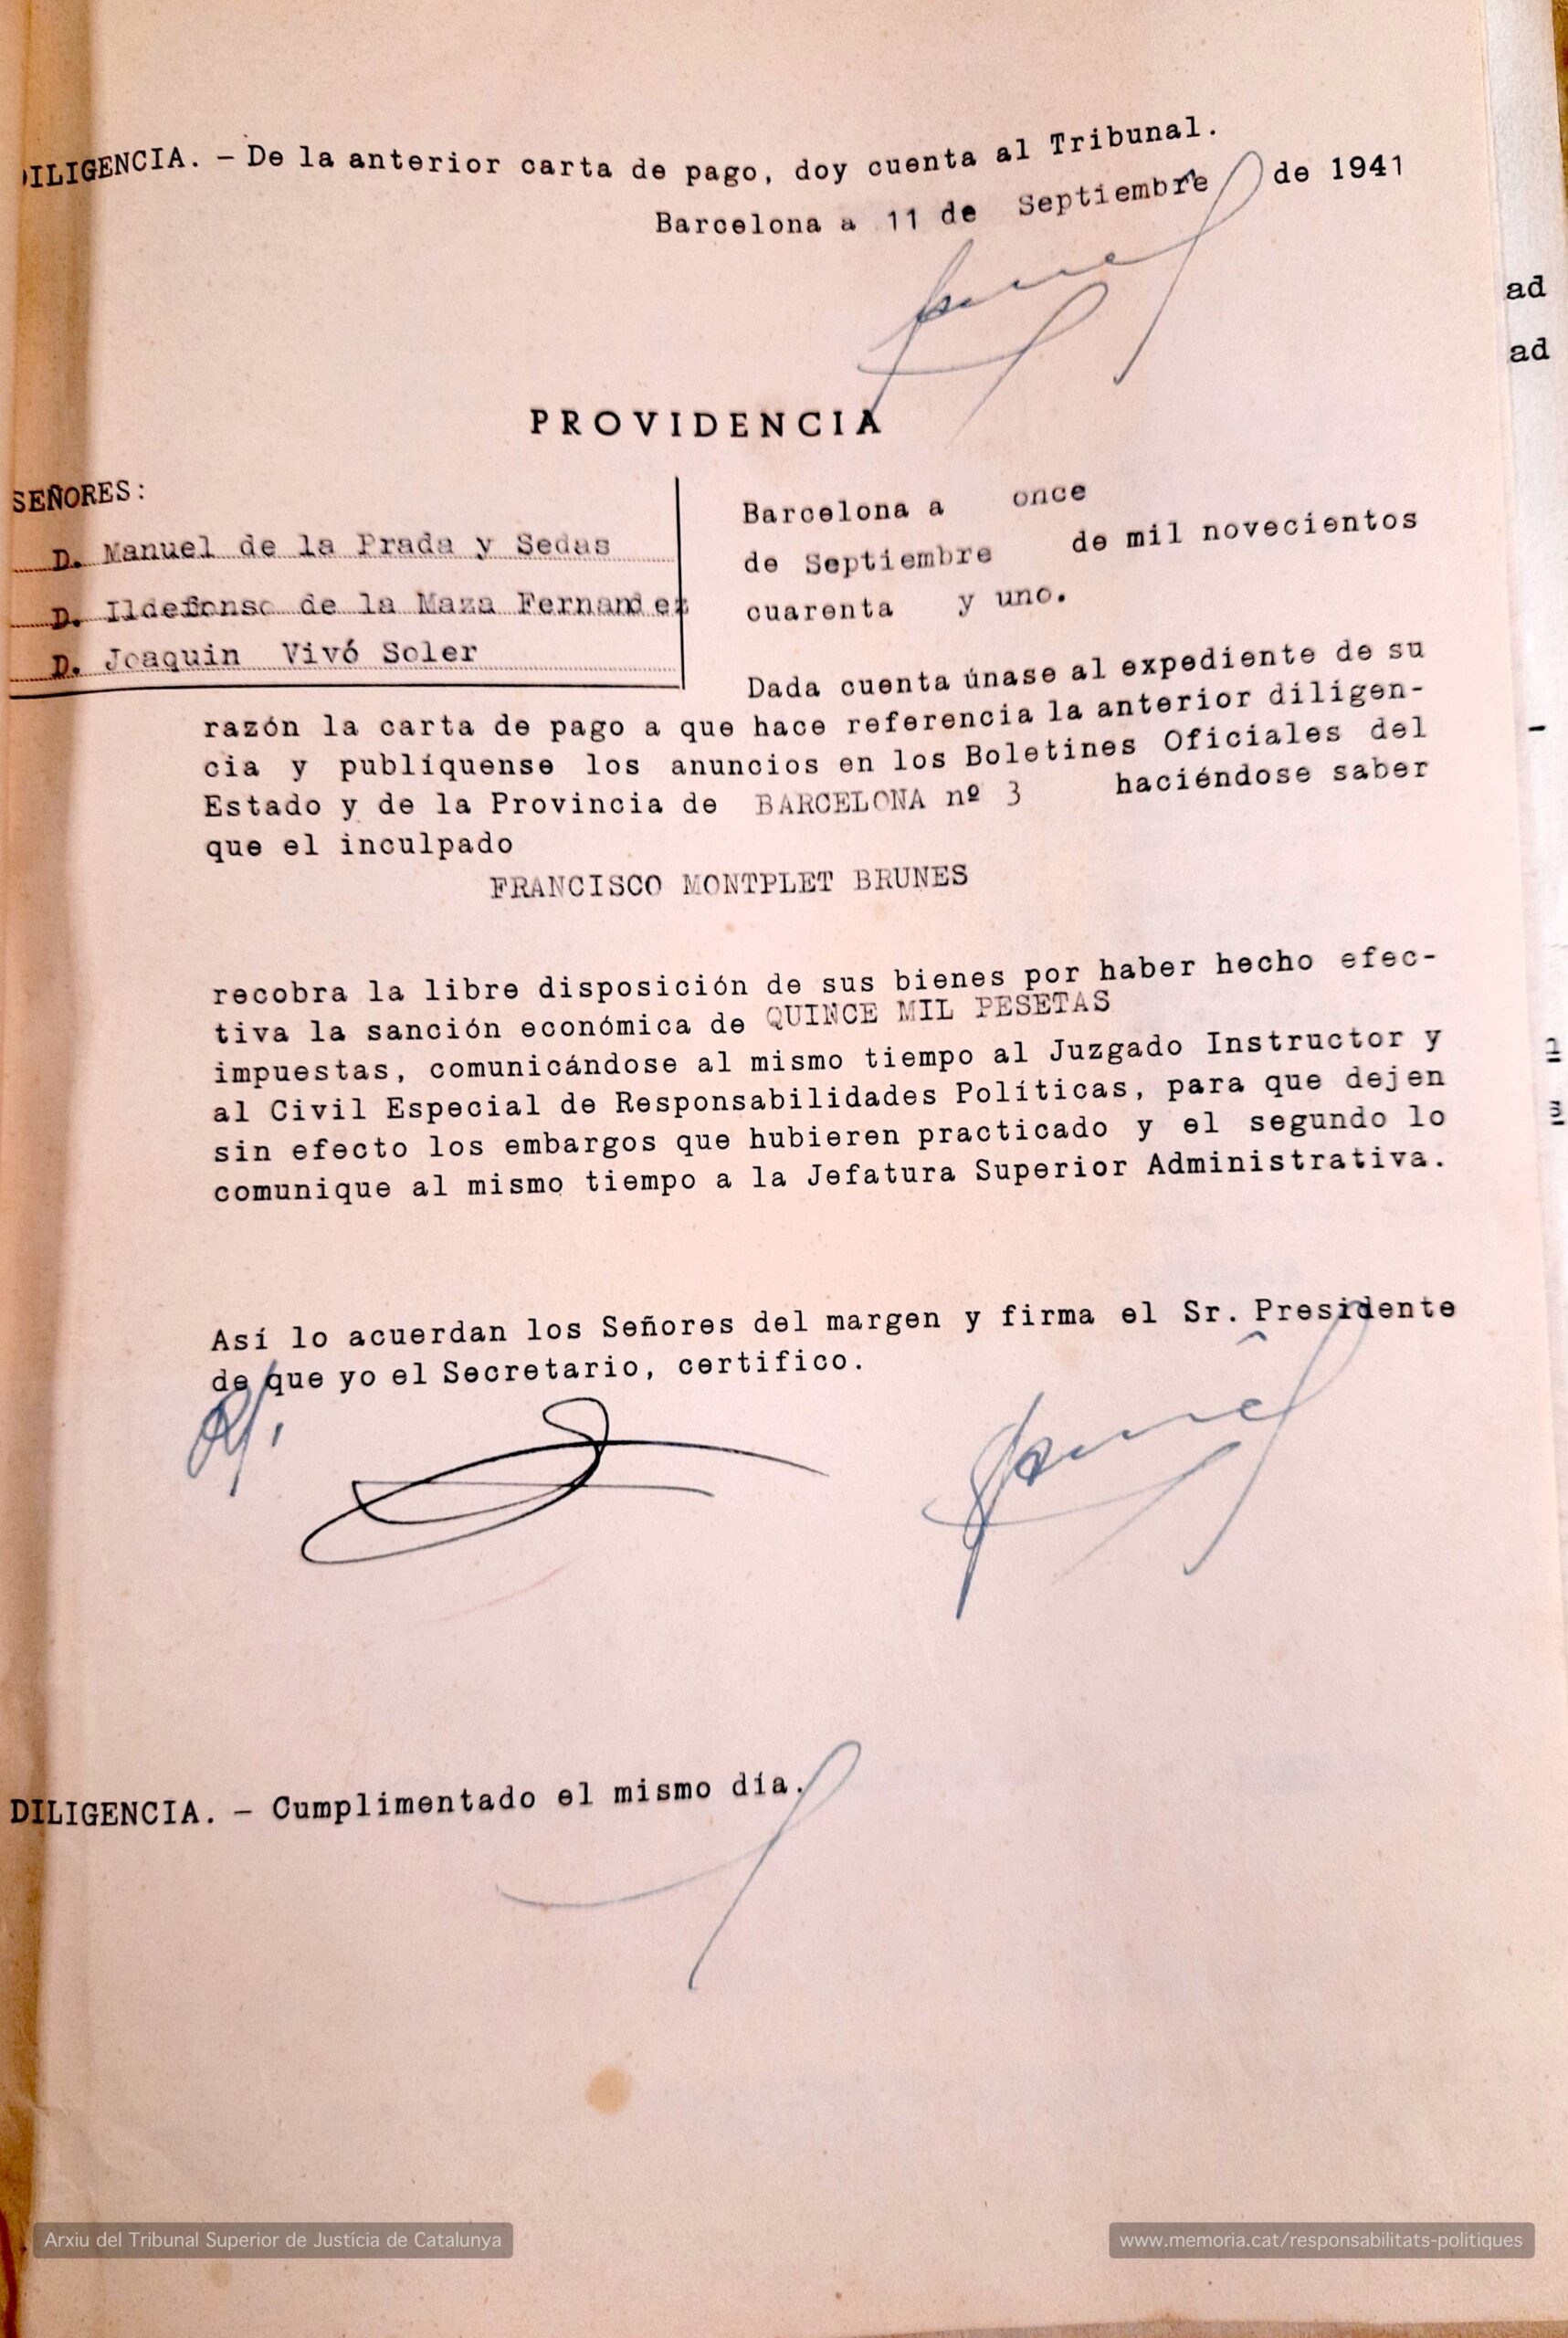 DILIGENCIA. — De la anterior carta de pago, doy cuenta al Tribunal.
Barcelona a 11 de Septiembre de 1941
PROVIDENCIA
SEÑORES:
D. Manuel de la Prada y Sedas
D. Ildefonso de la Maza Fernandez
D. Joaquin Vivó Soler
Barcelona a once
de Septiembre de mil novecientos
cuarenta y uno.
Dada cuenta únase al expediente de su
razón la carta de pago a que hace referencia la anterior diligen-
cia y publíquense los anuncios en los Boletines Oficiales del
Estado y de la Provincia de BARCELONA nº 3 haciéndose saber
que el inculpado
FRANCISCO MONTPLET BRUNES
recobra la libre disposición de sus bienes por haber hecho efec-
tiva la sanción económica de QUINCE MIL PESETAS
impuestas, comunicándose al mismo tiempo al Juzgado Instructor y
al Civil Especial de Responsabilidades Políticas, para que dejen
sin efecto los embargos que hubieren practicado y el segundo lo
comunique al mismo tiempo a la Jefatura Superior Administrativa.
Así lo acuerdan los Señores del margen y firma el Sr. Presidente
de que yo el Secretario, certifico.
DILIGENCIA. — Cumplimentado el mismo día.
ad
ad
Arxiu del Tribunal Superior de Justícia de Catalunya
www.memoria.cat/responsabilitats-politiques